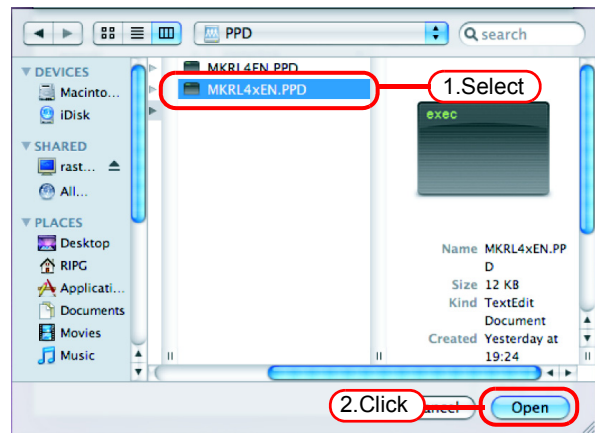 PPD
search
DEVICES
Macinto...
iDisk
SHARED
rast...
All...
PLACES
Desktop
RIPG
Applicati...
Documents
Movies
Music
MKRL4EN.PPD
MKRL4xEN.PPD
1.Select
exec
Name MKRL4xEN.PP
D
Size 12 KB
Kind TextEdit
Document
Created Yesterday at
19:24
2.Click
Open